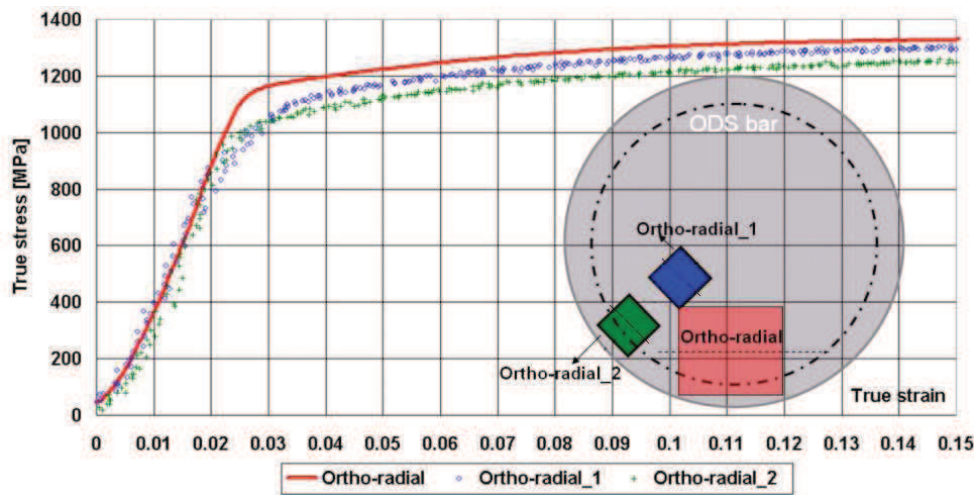 1400
1200
1000
800
600
400
200
0
True stress [MPa]
ODS bar
Ortho-radial_1
Ortho-radial
Ortho-radial_2
True strain
0 0.01 0.02 0.03 0.04 0.05 0.06 0.07 0.08 0.09 0.1 0.11 0.12 0.13 0.14 0.15
Ortho-radial Ortho-radial_1 Ortho-radial_2